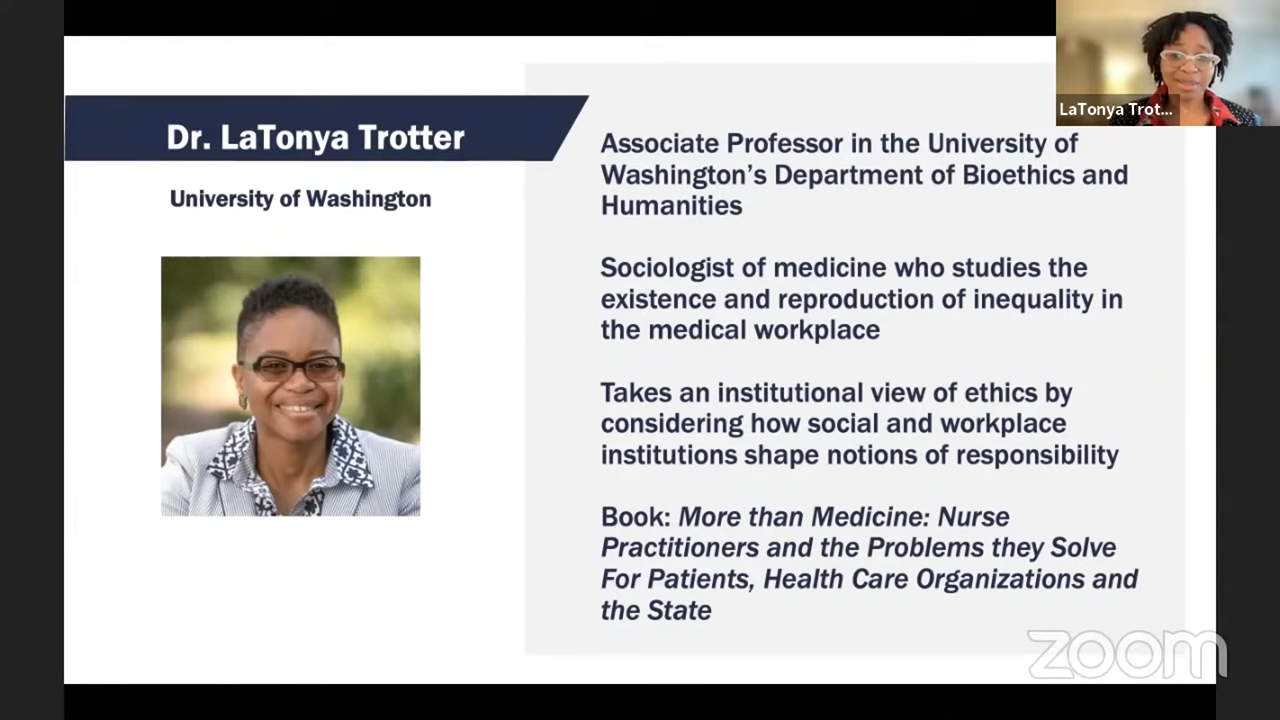 Dr. LaTonya Trotter
University of Washington
Associate Professor in the University of
Washington’s Department of Bioethics and
Humanities
Sociologist of medicine who studies the
existence and reproduction of inequality in
the medical workplace
Takes an institutional view of ethics by
considering how social and workplace
institutions shape notions of responsibility
Book: More than Medicine: Nurse
Practitioners and the Problems they Solve
For Patients, Health Care Organizations and
the State
LaTonya Trot...
zoom